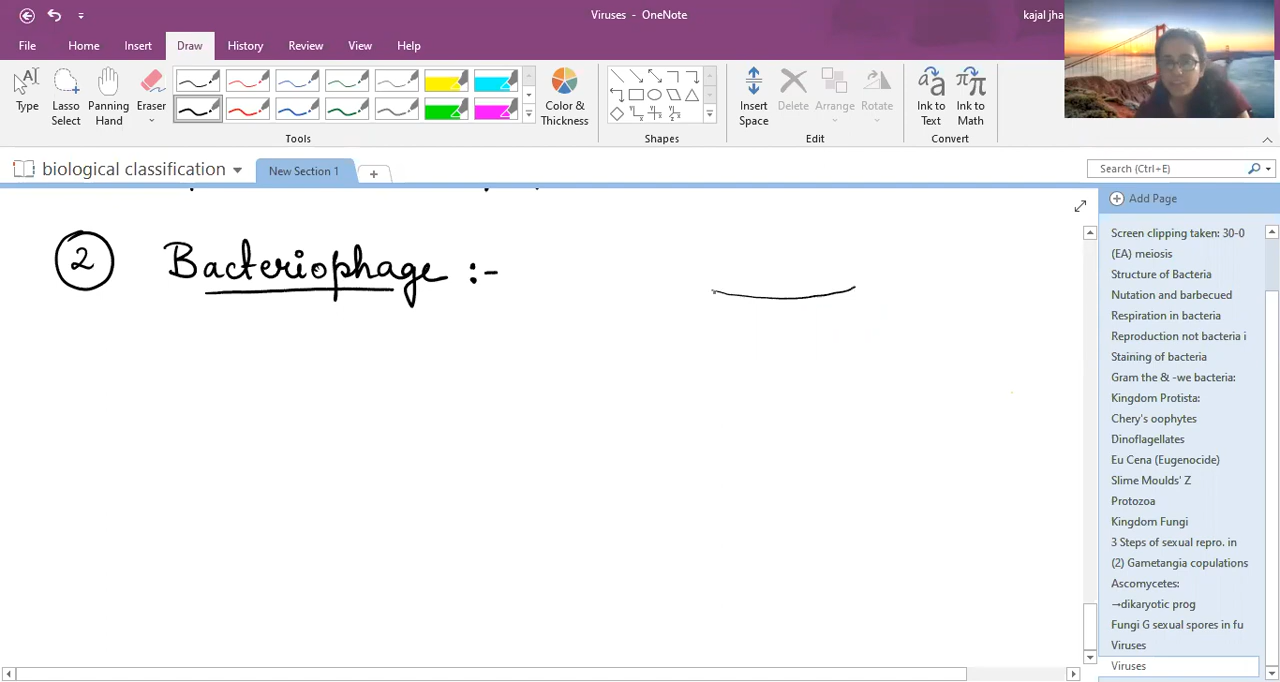 Viruses - OneNote
kajal jha
File
Home
Insert
Draw
History
Review
View
Help
Type
Lasso Select
Panning Hand
Eraser
Color & Thickness
Insert Space
Delete
Arrange
Rotate
Ink to Text
Ink to Math
Tools
Shapes
Edit
Convert
biological classification
New Section 1
+
Search (Ctrl+E)
Add Page
2 Bacteriophage :-
Screen clipping taken: 30-0
(EA) meiosis
Structure of Bacteria
Nutation and barbecued
Respiration in bacteria
Reproduction not bacteria i
Staining of bacteria
Gram the & -we bacteria:
Kingdom Protista:
Chery's oophytes
Dinoflagellates
Eu Cena (Eugenocide)
Slime Moulds' Z
Protozoa
Kingdom Fungi
3 Steps of sexual repro. in
(2) Gametangia copulations
Ascomycetes:
→dikaryotic prog
Fungi G sexual spores in fu
Viruses
Viruses